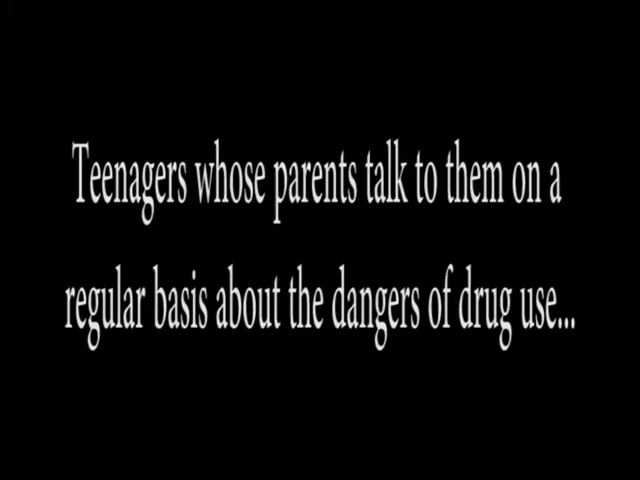 Teenagers whose parents talk to them on a
regular basis about the dangers of drug use...